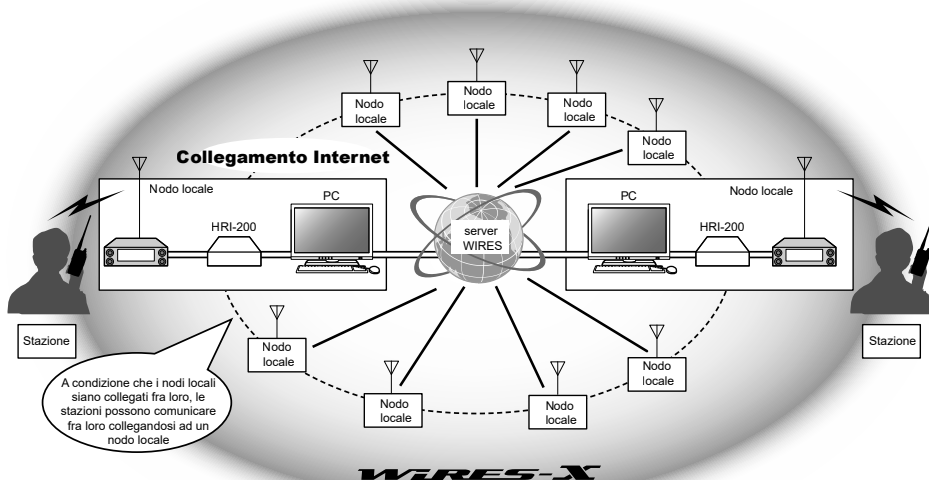 Nodo
locale
Nodo
locale
Nodo
locale
Nodo
locale
Collegamento Internet
Nodo locale
HRI-200
PC
server
WIRES
PC
HRI-200
Nodo locale
Stazione
Stazione
Nodo
locale
Nodo
locale
Nodo
locale
Nodo
locale
A condizione che i nodi locali
siano collegati fra loro, le
stazioni possono comunicare
fra loro collegandosi ad un
nodo locale
WiRES-X